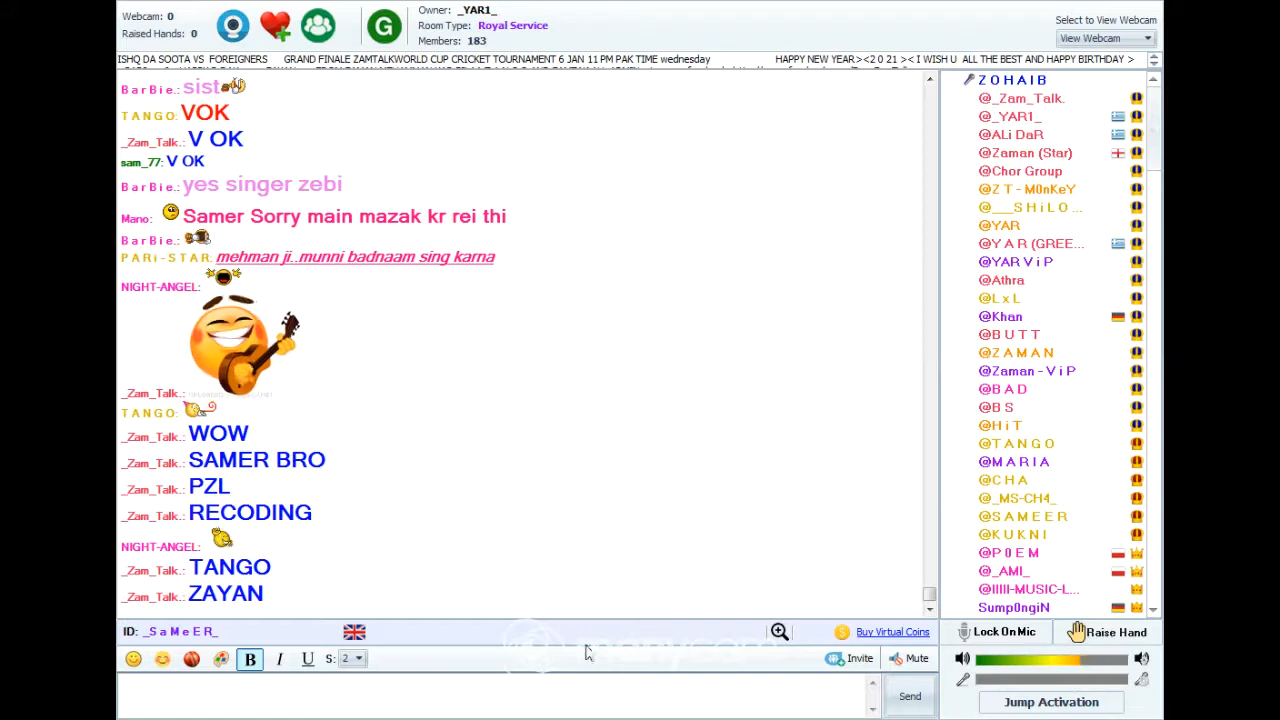 Webcam: 0
Raised Hands: 0
G
Owner: _YAR1_
Room Type: Royal Service
Members: 183
Select to View Webcam
View Webcam
ISHQ DA SOOTA VS FOREIGNERS GRAND FINALE ZAMTALKWORLD CUP CRICKET TOURNAMENT 6 JAN 11 PM PAK TIME wednesday HAPPY NEW YEAR><2 0 21 >< I WISH U ALL THE BEST AND HAPPY BIRTHDAY >
BarBie.: sist
TANGO: VOK
_Zam_Talk.: V OK
sam_77: V OK
BarBie.: yes singer zebi
Mano: Samer Sorry main mazak kr rei thi
BarBie.:
PARi-STAR: mehman ji..munni badnaam sing karna
NIGHT-ANGEL:
_Zam_Talk.:
TANGO:
_Zam_Talk.: WOW
_Zam_Talk.: SAMER BRO
_Zam_Talk.: PZL
_Zam_Talk.: RECODING
NIGHT-ANGEL:
_Zam_Talk.: TANGO
_Zam_Talk.: ZAYAN
ZOHAIB
@_Zam_Talk.
@_YAR1_
@ALi DaR
@Zaman (Star)
@Chor Group
@Z T - M0nKeY
@___SHiLO ...
@YAR
@Y A R (GREE...
@YAR V i P
@Athra
@L x L
@Khan
@B U T T
@Z A M A N
@Zaman - V i P
@B A D
@B S
@H i T
@T A N G O
@M A R I A
@C H A
@_MS-CH4_
@S A M E E R
@K U K N I
@P 0 E M
@_AMI_
@IIIII-MUSIC-L...
Sump0ngiN
ID: _SaMeER_
Buy Virtual Coins
Lock On Mic
Raise Hand
B I U S: 2
Invite
Mute
Send
Jump Activation